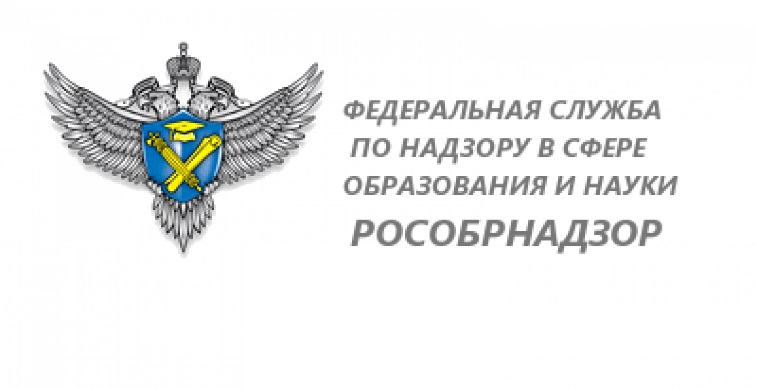 ФЕДЕРАЛЬНАЯ СЛУЖБА
ПО НАДЗОРУ В СФЕРЕ
ОБРАЗОВАНИЯ И НАУКИ
РОСОБРНАДЗОР